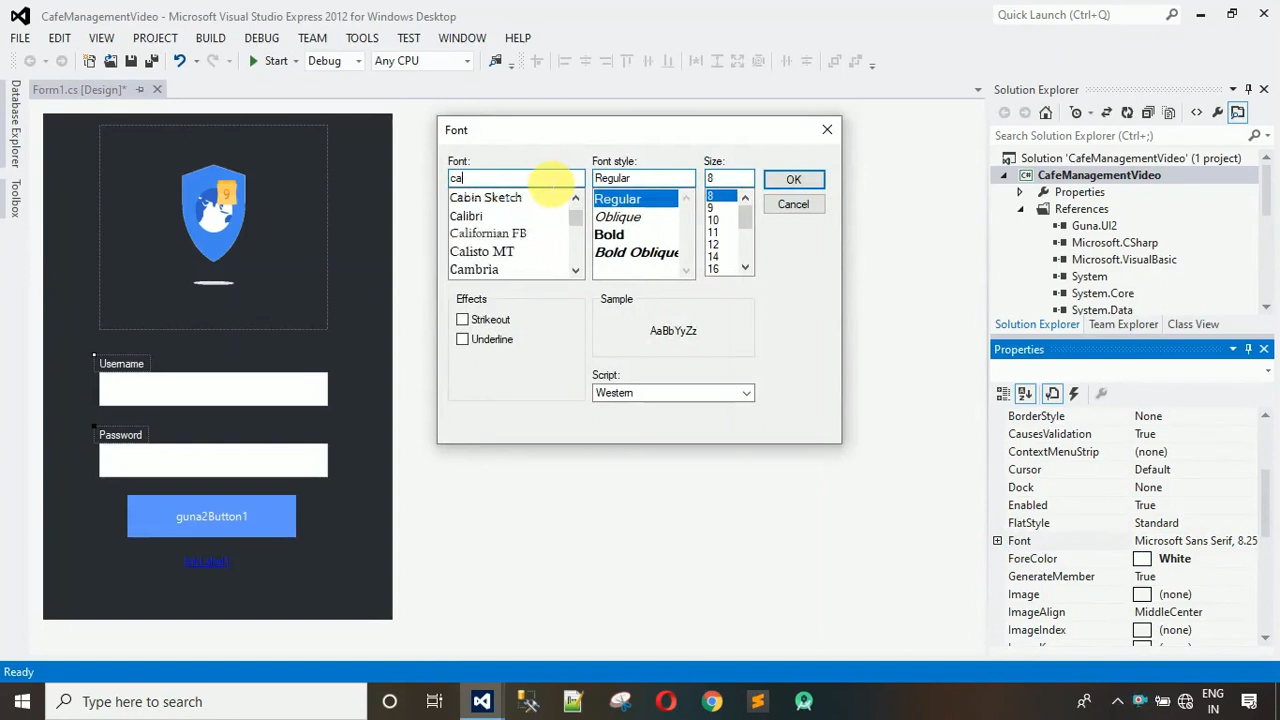 CafeManagementVideo - Microsoft Visual Studio Express 2012 for Windows Desktop
Quick Launch (Ctrl+Q)
FILE EDIT VIEW PROJECT BUILD DEBUG TEAM TOOLS TEST WINDOW HELP
Start Debug Any CPU
Database Explorer
Toolbox
Form1.cs [Design]*
9
Username
Password
guna2Button1
Font
Font:
ca
Cabin Sketch
Calibri
Californian FB
Calisto MT
Cambria
Font style:
Regular
Regular
Oblique
Bold
Bold Oblique
Size:
8
8
9
10
11
12
14
16
OK
Cancel
Effects
Strikeout
Underline
Sample
AaBbYyZz
Script:
Western
Solution Explorer
Search Solution Explorer (Ctrl+;)
Solution 'CafeManagementVideo' (1 project)
CafeManagementVideo
Properties
References
Guna.UI2
Microsoft.CSharp
Microsoft.VisualBasic
System
System.Core
System.Data
Solution Explorer Team Explorer Class View
Properties
BorderStyle None
CausesValidation True
ContextMenuStrip (none)
Cursor Default
Dock None
Enabled True
FlatStyle Standard
Font Microsoft Sans Serif, 8.25
ForeColor White
GenerateMember True
Image (none)
ImageAlign MiddleCenter
ImageIndex (none)
Ready
Type here to search
ENG
IN